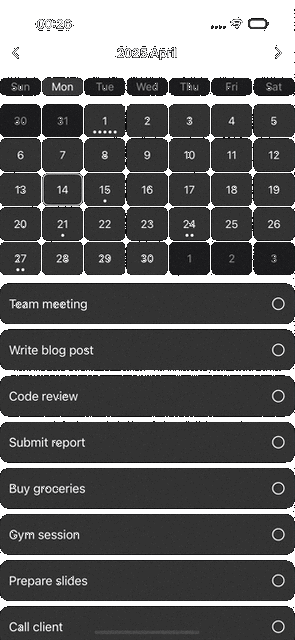 00:26
2025 April
Sun Mon Tue Wed Thu Fri Sat
30 31 1 2 3 4 5
6 7 8 9 10 11 12
13 14 15 16 17 18 19
20 21 22 23 24 25 26
27 28 29 30 1 2 3
Team meeting
Write blog post
Code review
Submit report
Buy groceries
Gym session
Prepare slides
Call client